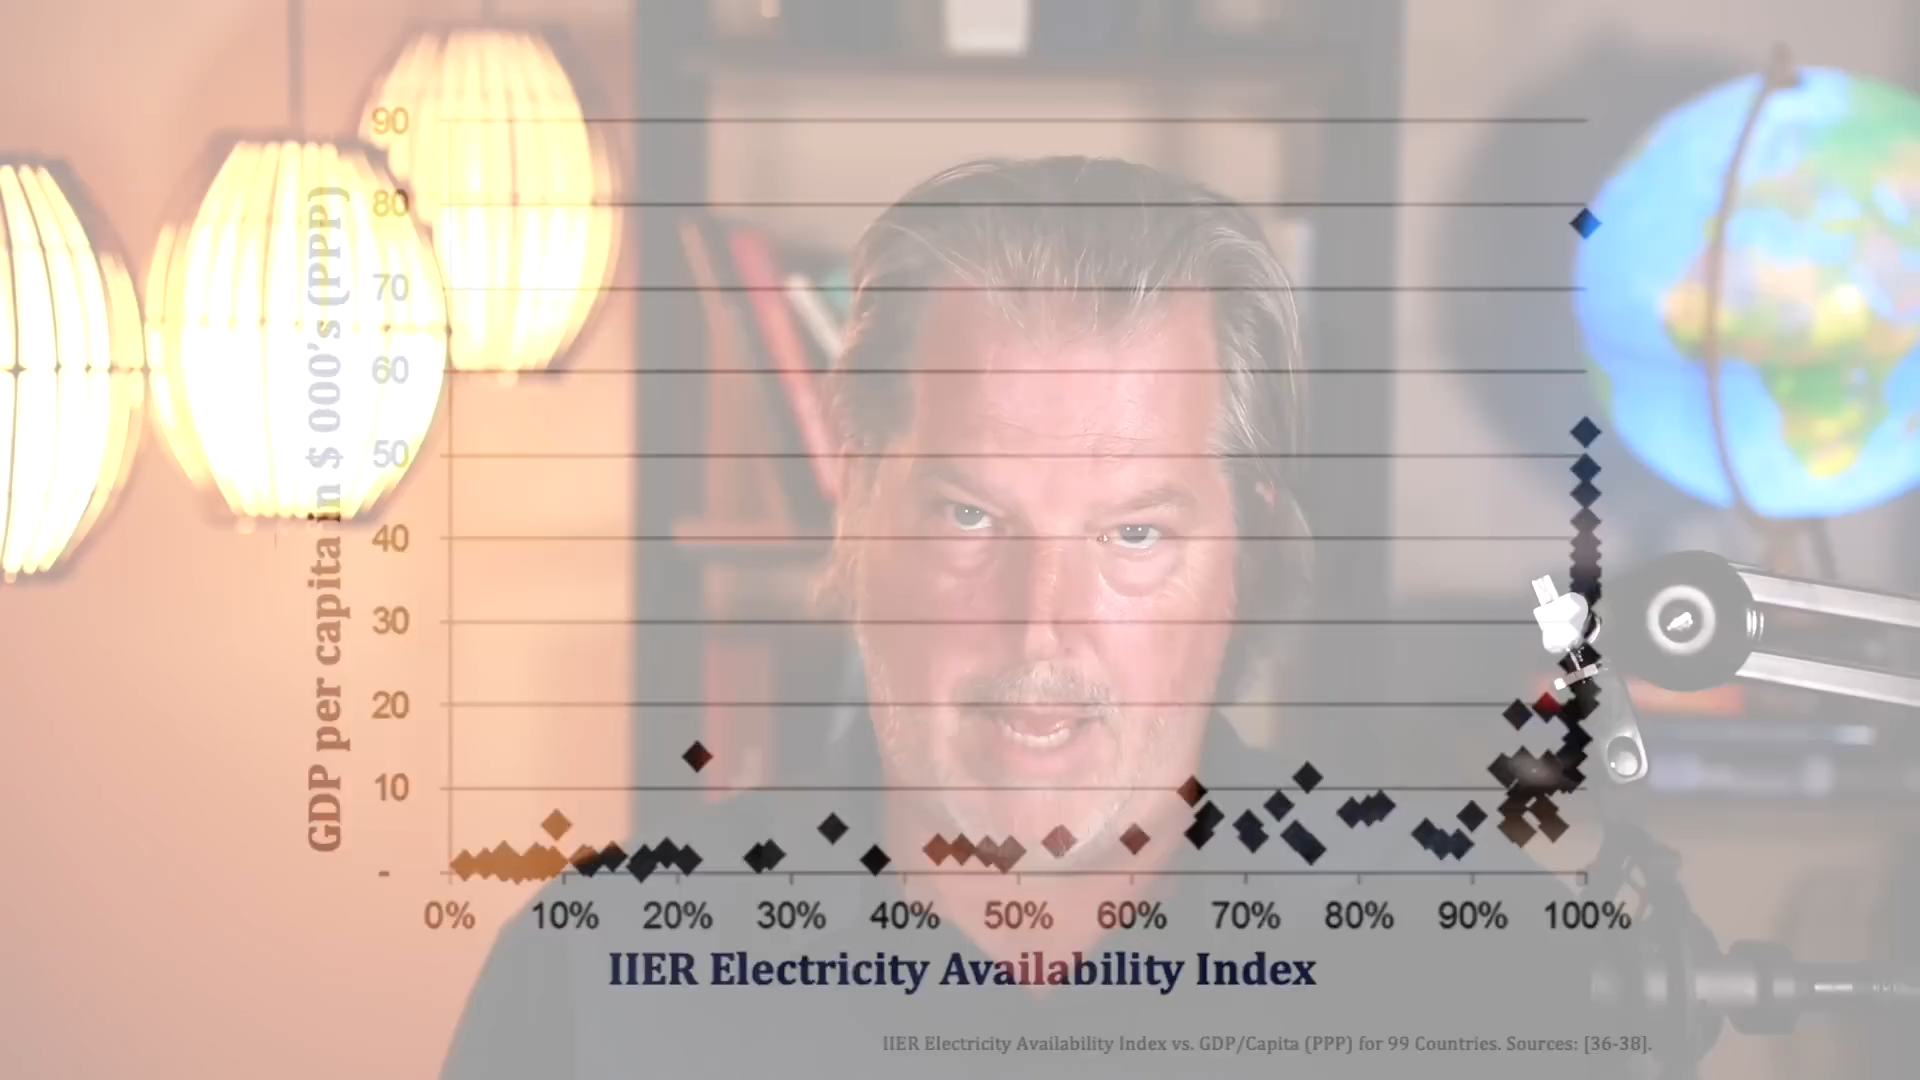 GDP per capita in $ 000's (PPP)
90
80
70
60
50
40
30
20
10
-
0% 10% 20% 30% 40% 50% 60% 70% 80% 90% 100%
IIER Electricity Availability Index
IIER Electricity Availability Index vs. GDP/Capita (PPP) for 99 Countries. Sources: [36-38].